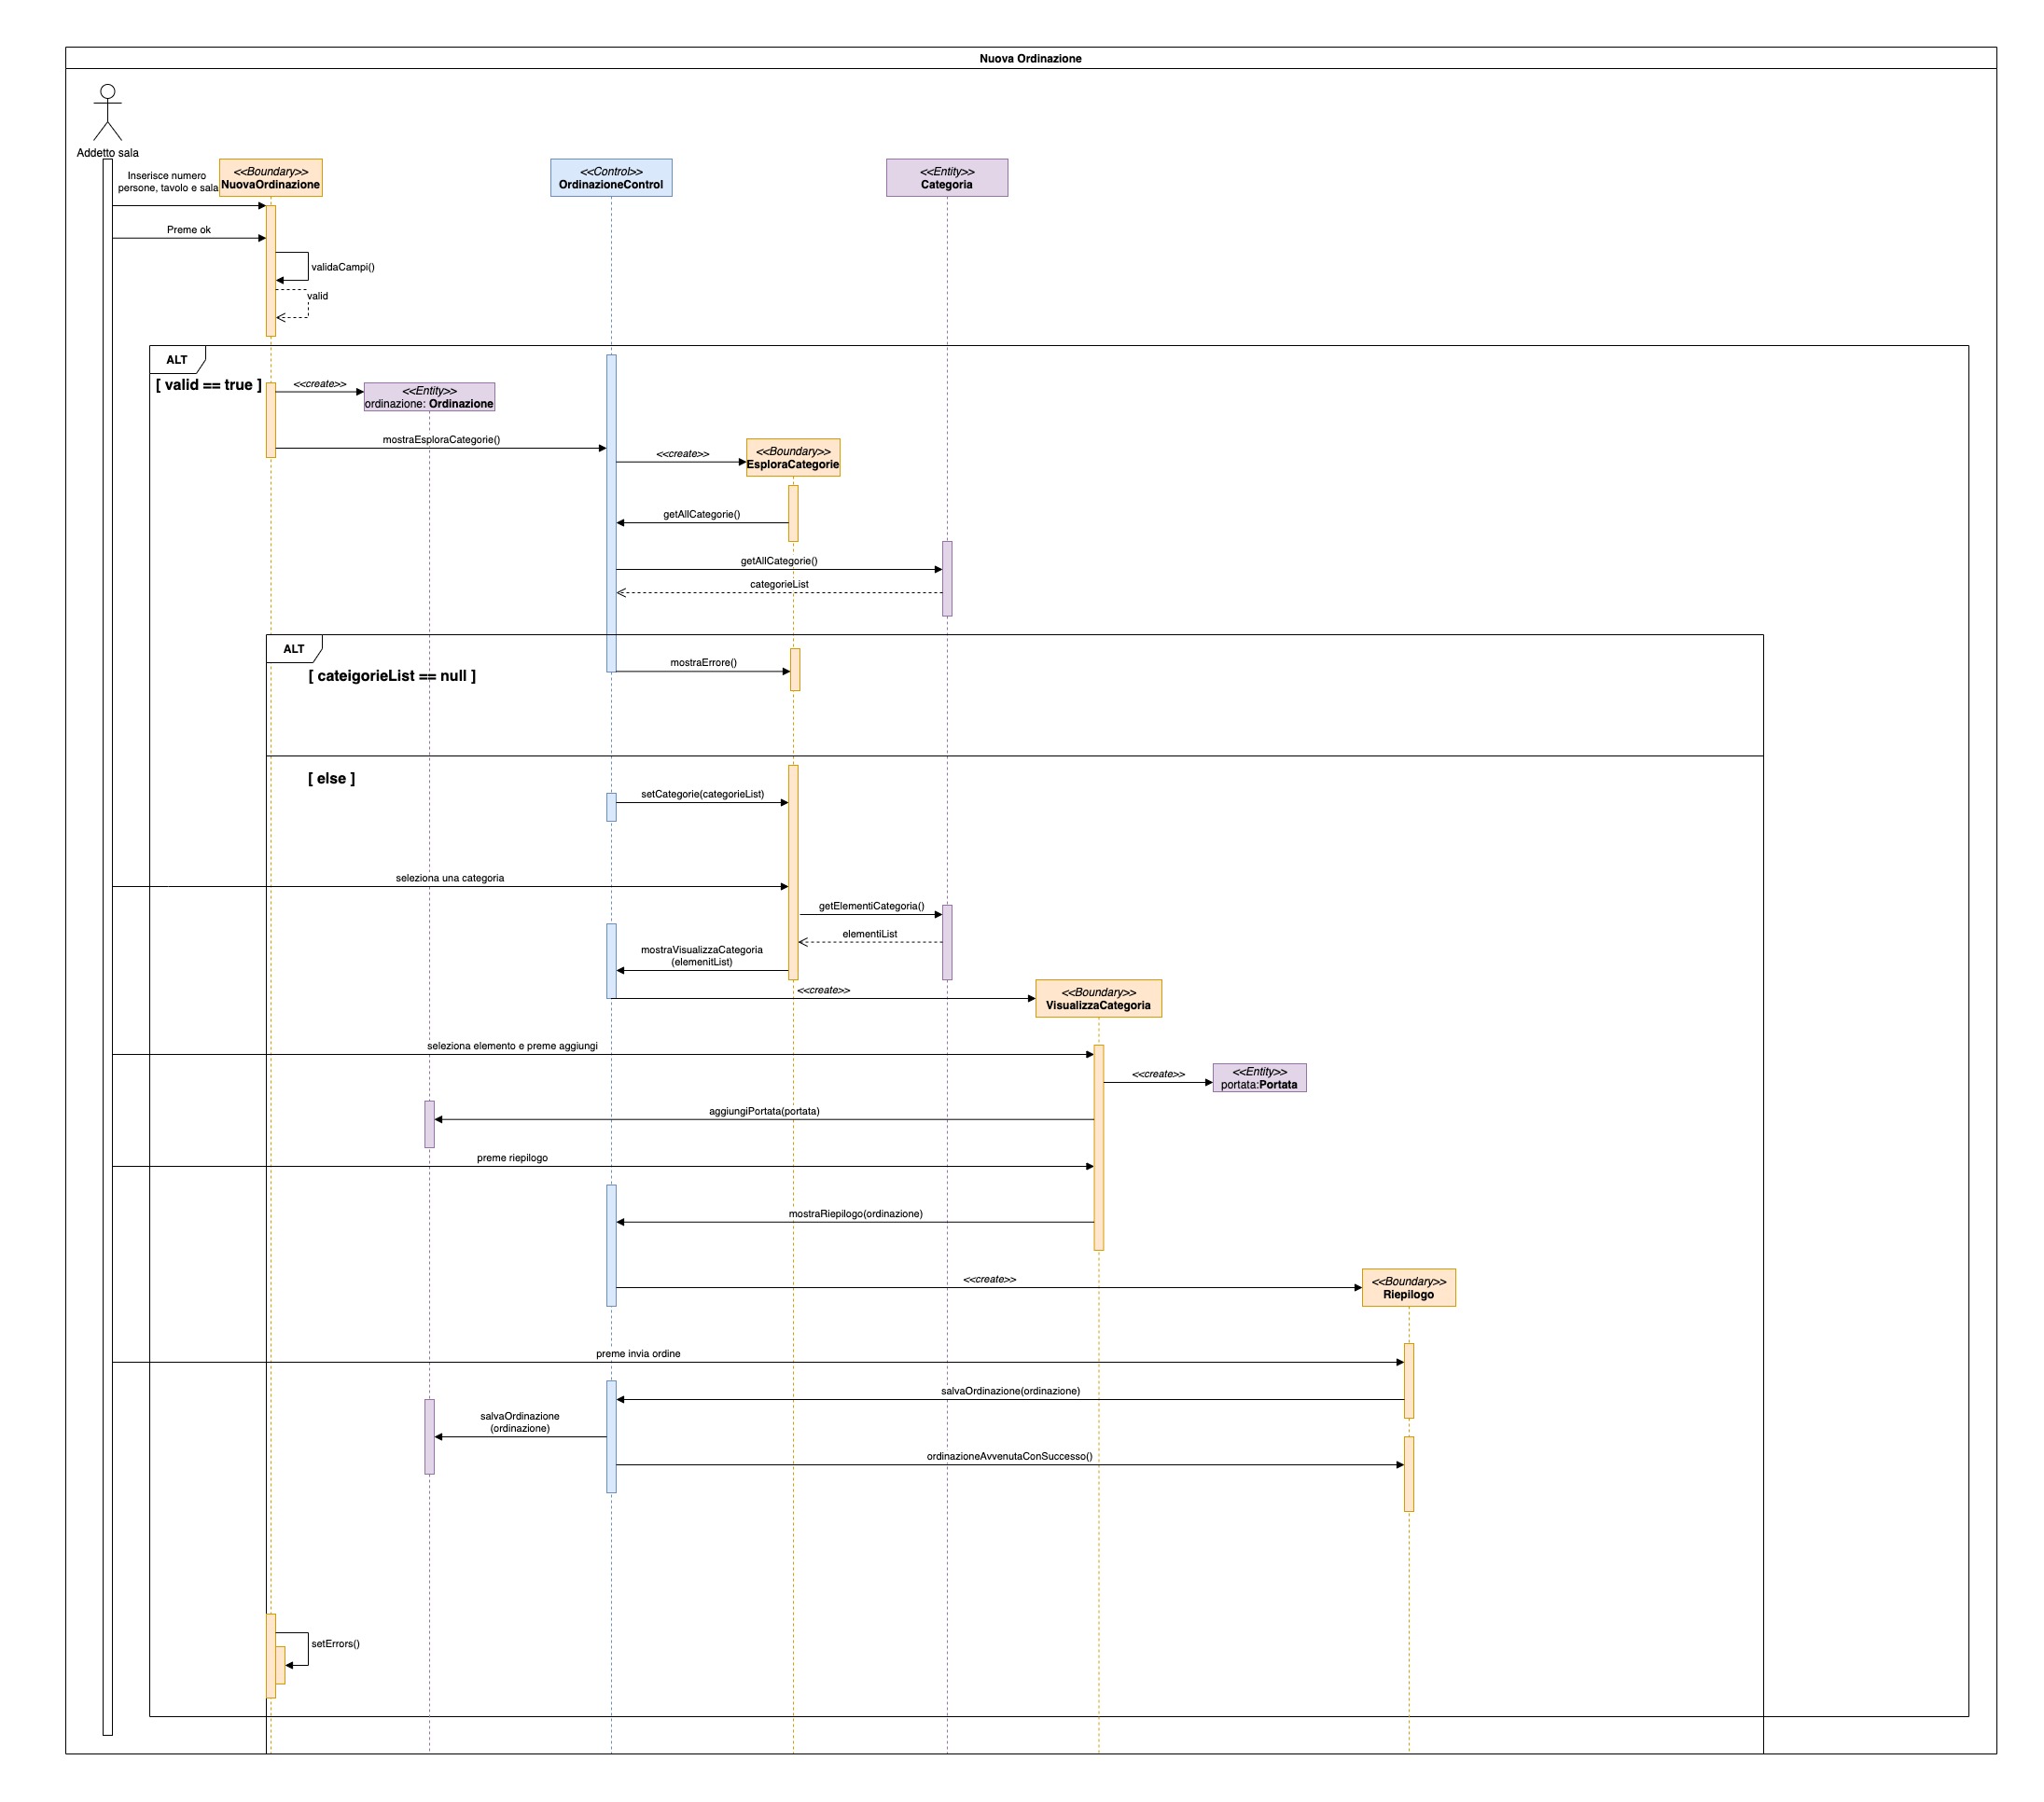 Nuova Ordinazione
Addetto sala
Inserisce numero
persone, tavolo e sala
<<Boundary>>
NuovaOrdinazione
<<Control>>
OrdinazioneControl
<<Entity>>
Categoria
Preme ok
validaCampi()
valid
ALT
[ valid == true ]
<<create>>
<<Entity>>
ordinazione: Ordinazione
mostraEsploraCategorie()
<<create>>
<<Boundary>>
EsploraCategorie
getAllCategorie()
getAllCategorie()
categorieList
ALT
[ cateigorieList == null ]
mostraErrore()
[ else ]
setCategorie(categorieList)
seleziona una categoria
getElementiCategoria()
elementiList
mostraVisualizzaCategoria
(elemenitList)
<<create>>
<<Boundary>>
VisualizzaCategoria
seleziona elemento e preme aggiungi
<<create>>
<<Entity>>
portata:Portata
aggiungiPortata(portata)
preme riepilogo
mostraRiepilogo(ordinazione)
<<create>>
<<Boundary>>
Riepilogo
preme invia ordine
salvaOrdinazione(ordinazione)
salvaOrdinazione
(ordinazione)
ordinazioneAvvenutaConSuccesso()
setErrors()